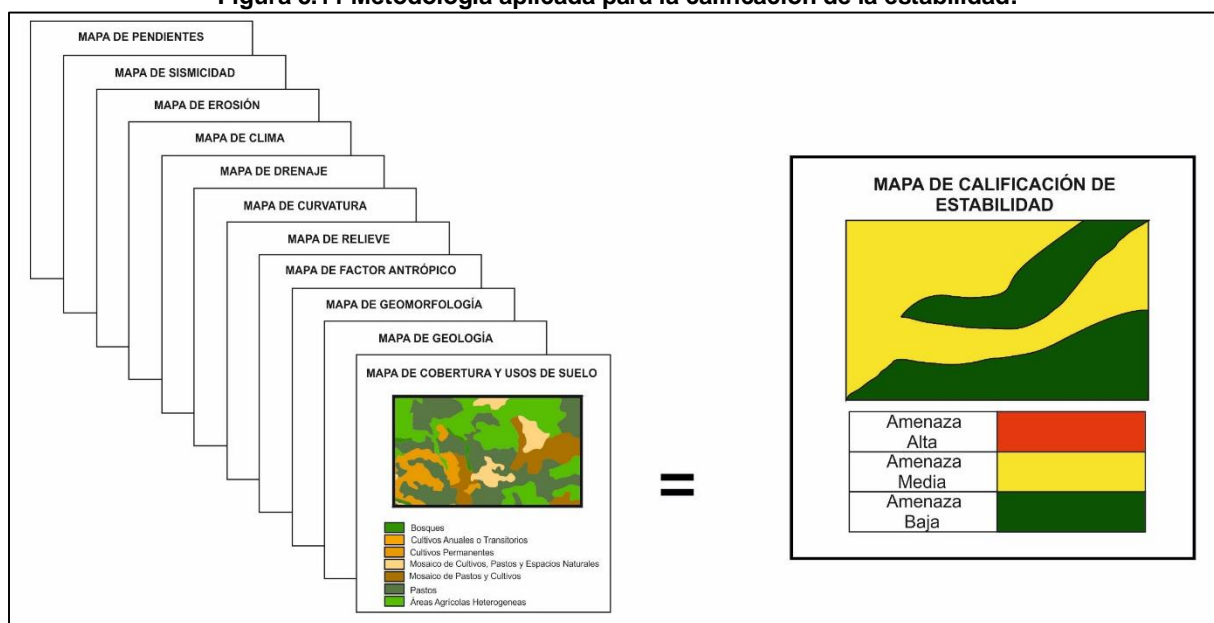 MAPA DE PENDIENTES
MAPA DE SISMICIDAD
MAPA DE EROSIÓN
MAPA DE CLIMA
MAPA DE DRENAJE
MAPA DE CURVATURA
MAPA DE RELIEVE
MAPA DE FACTOR ANTRÓPICO
MAPA DE GEOMORFOLOGÍA
MAPA DE GEOLOGÍA
MAPA DE COBERTURA Y USOS DE SUELO
Bosques
Cultivos Anuales o Transitorios
Cultivos Permanentes
Mosaico de Cultivos, Pastos y Espacios Naturales
Mosaico de Pastos y Cultivos
Pastos
Áreas Agrícolas Heterogeneas
=
MAPA DE CALIFICACIÓN DE
ESTABILIDAD
Amenaza
Alta
Amenaza
Media
Amenaza
Baja